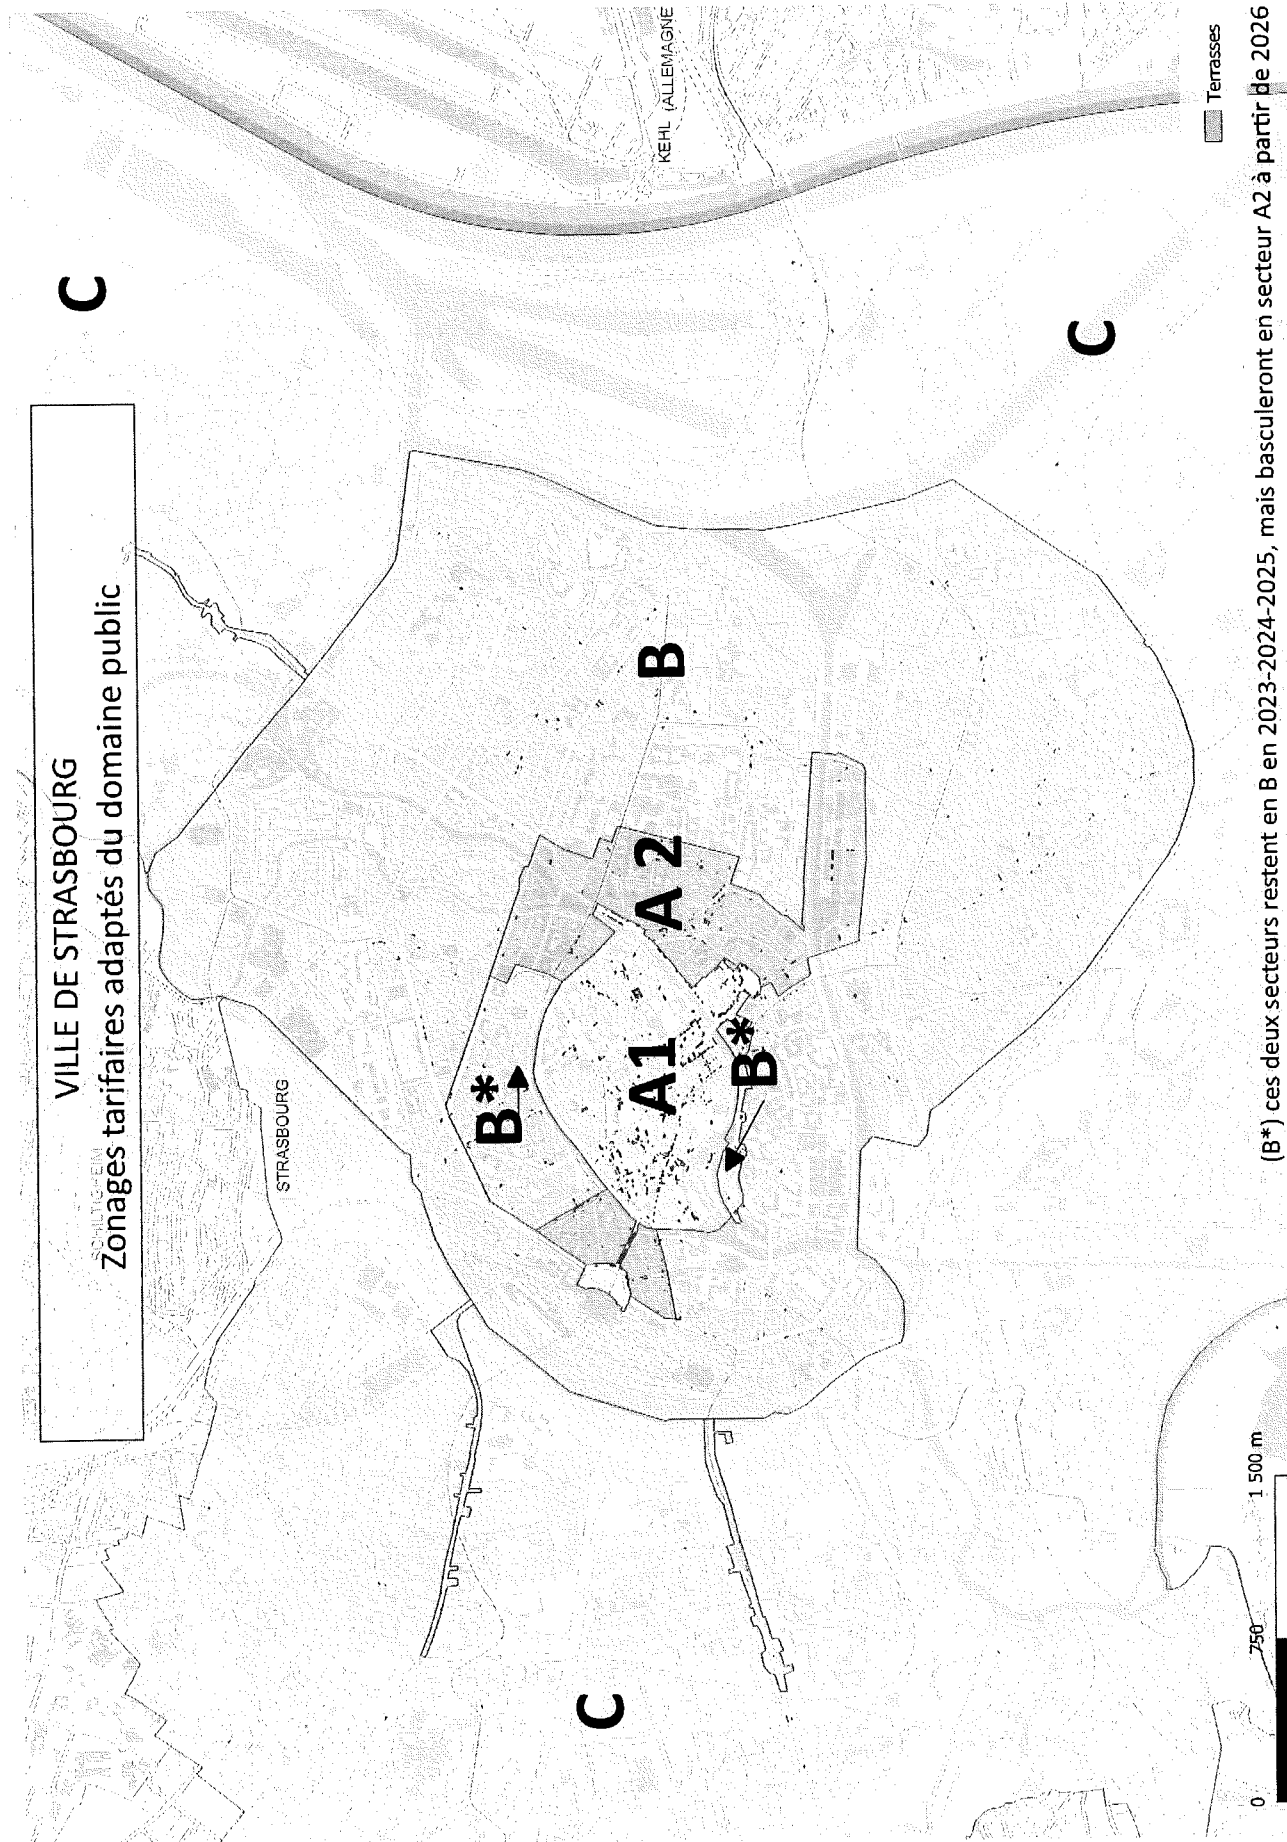 VILLE DE STRASBOURG
Zonages tarifaires adaptés du domaine public
C
STRASBOURG
KEHL (ALLEMAGNE
B*
B
A 2
A1
B*
C
C
Terrasses
0 750 1 500 m
(B*) ces deux secteurs restent en B en 2023-2024-2025, mais basculeront en secteur A2 à partir de 2026